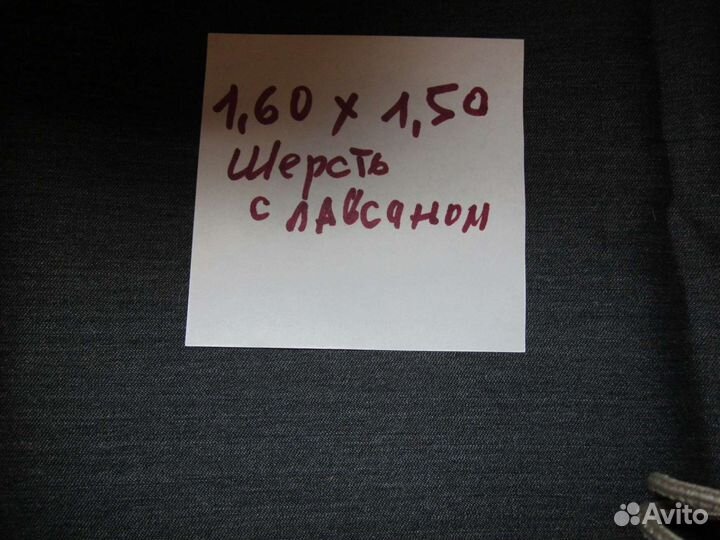 1,60 х 1,50
Шерсть
с лавсаном
Avito